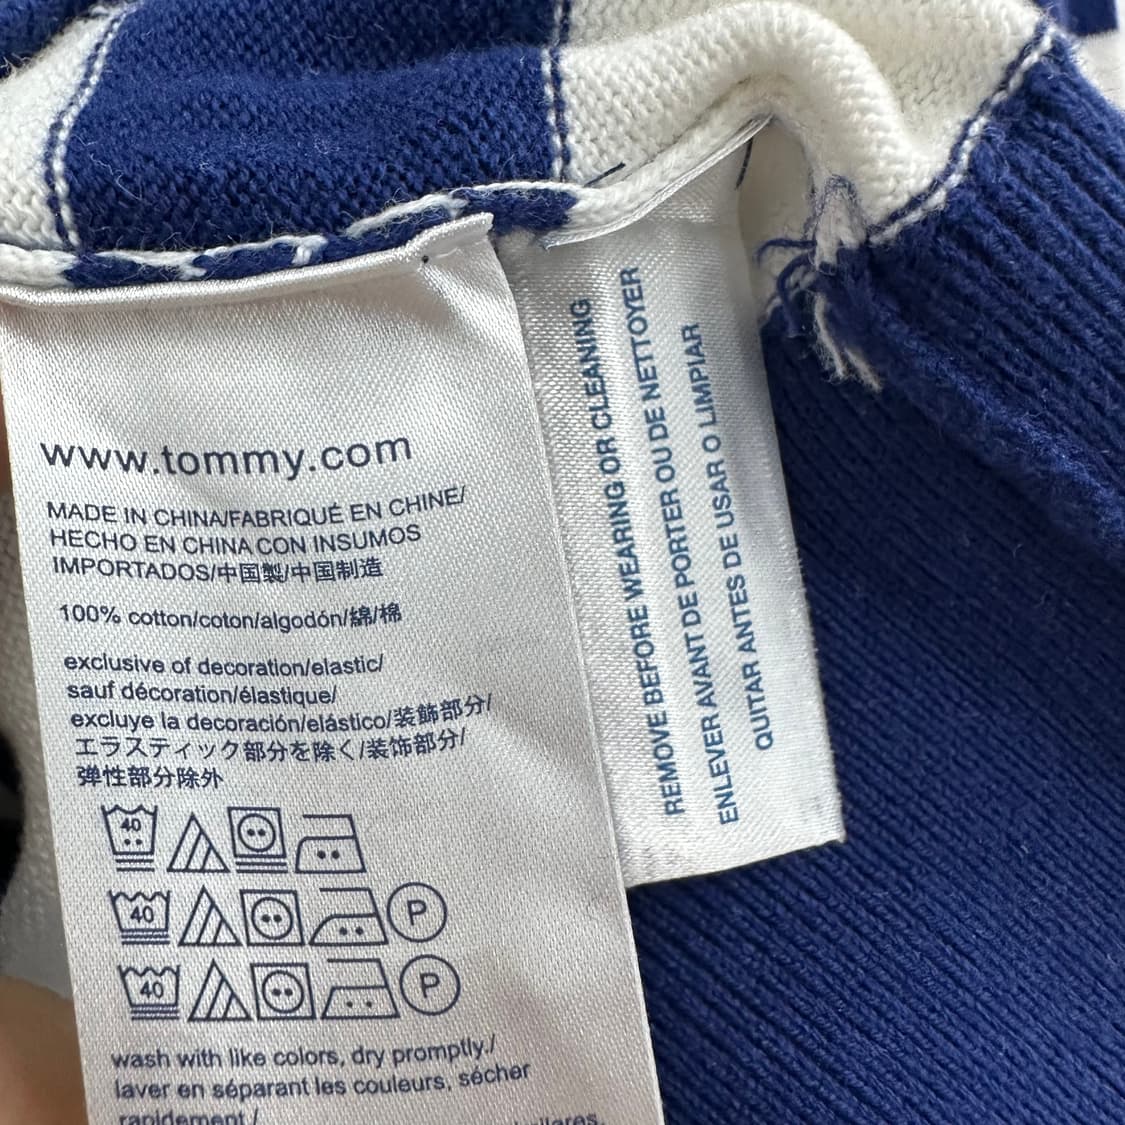 www.tommy.com
MADE IN CHINA/FABRIQUÉ EN CHINE/
HECHO EN CHINA CON INSUMOS
IMPORTADOS/中国製/中国制造
100% cotton/coton/algodón/綿/棉
exclusive of decoration/elastic/
sauf décoration/élastique/
excluye la decoración/elástico/装飾部分/
エラスティック部分を除く/装饰部分/
弹性部分除外
40
40 P
40 P
wash with like colors, dry promptly./
laver en séparant les couleurs, sécher
rapidement./
REMOVE BEFORE WEARING OR CLEANING
ENLEVER AVANT DE PORTER OU DE NETTOYER
QUITAR ANTES DE USAR O LIMPIAR